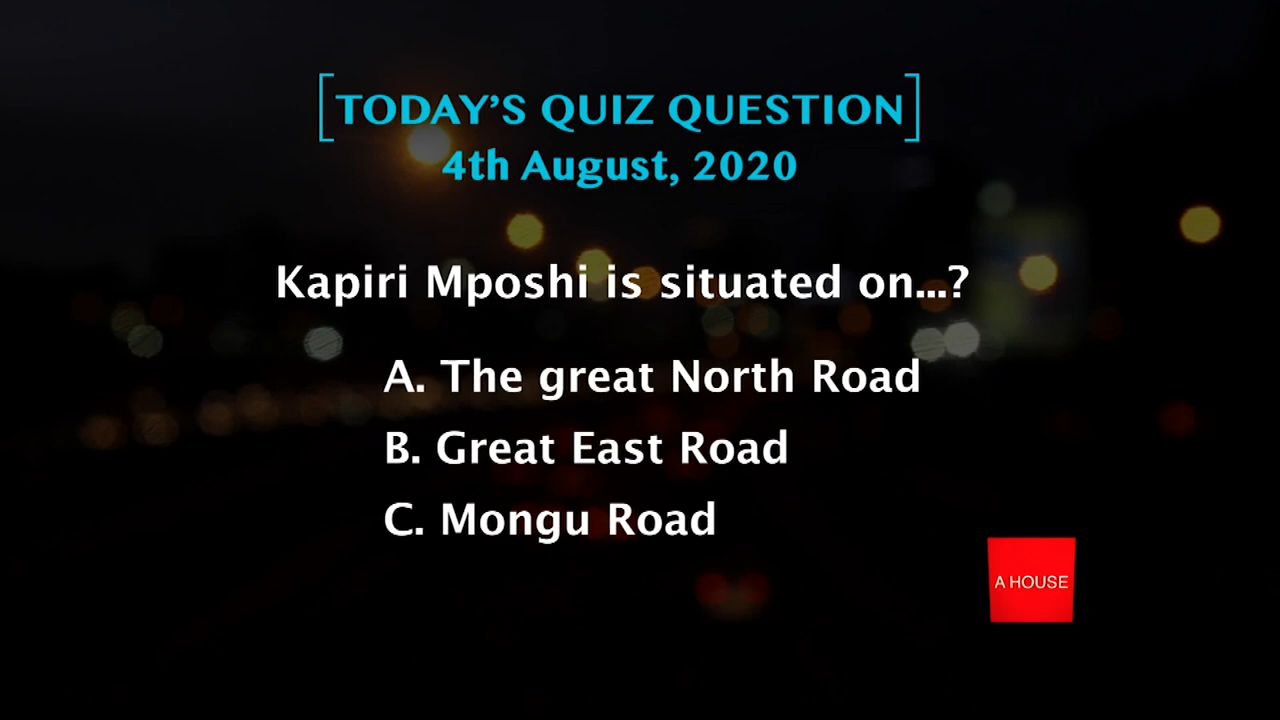 [TODAY'S QUIZ QUESTION]
4th August, 2020
Kapiri Mposhi is situated on...?
A. The great North Road
B. Great East Road
C. Mongu Road
A HOUSE